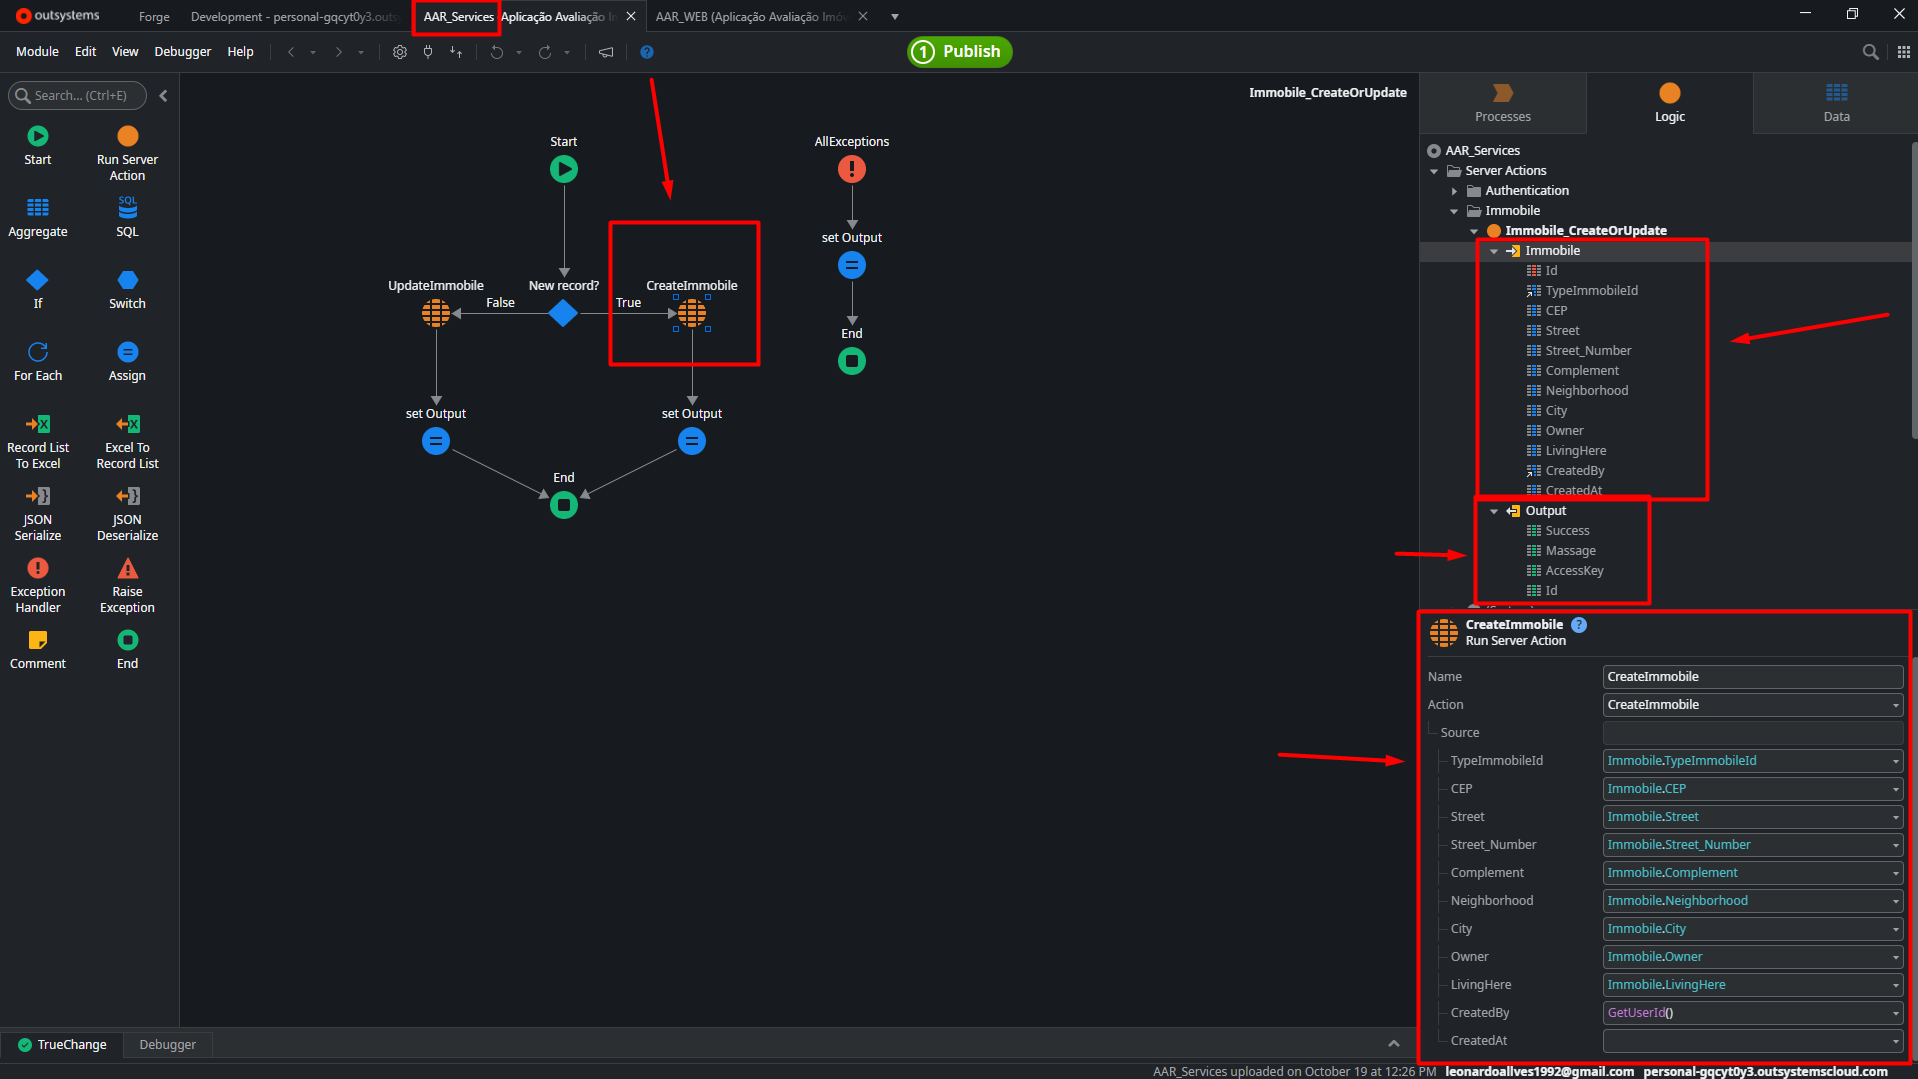 outsystems
Forge
Development - personal-gqcyt0y3.outsy
AAR_Services
Aplicação Avaliação In
AAR_WEB (Aplicação Avaliação Imóv
Module
Edit
View
Debugger
Help
1 Publish
Search... (Ctrl+E)
Immobile_CreateOrUpdate
Processes
Logic
Data
Start
Run Server
Action
Aggregate
SQL
SQL
If
Switch
For Each
Assign
Record List
To Excel
Excel To
Record List
JSON
Serialize
JSON
Deserialize
Exception
Handler
Raise
Exception
Comment
End
Start
UpdateImmobile
False
New record?
True
CreateImmobile
set Output
set Output
End
AllExceptions
set Output
End
AAR_Services
Server Actions
Authentication
Immobile
Immobile_CreateOrUpdate
Immobile
Id
TypeImmobileId
CEP
Street
Street_Number
Complement
Neighborhood
City
Owner
LivingHere
CreatedBy
CreatedAt
Output
Success
Massage
AccessKey
Id
CreateImmobile ?
Run Server Action
Name CreateImmobile
Action CreateImmobile
Source
TypeImmobileId Immobile.TypeImmobileId
CEP Immobile.CEP
Street Immobile.Street
Street_Number Immobile.Street_Number
Complement Immobile.Complement
Neighborhood Immobile.Neighborhood
City Immobile.City
Owner Immobile.Owner
LivingHere Immobile.LivingHere
CreatedBy GetUserId()
CreatedAt
TrueChange
Debugger
AAR_Services uploaded on October 19 at 12:26 PM leonardoallves1992@gmail.com personal-gqcyt0y3.outsystemscloud.com